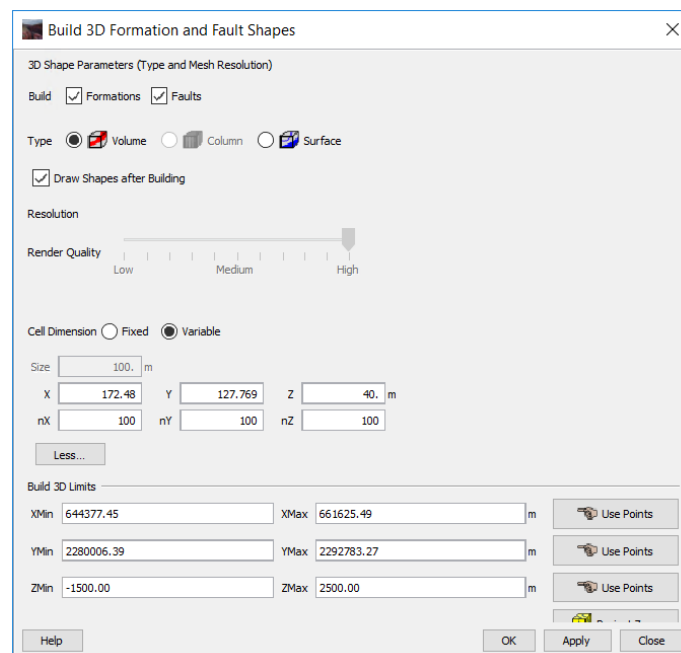 Build 3D Formation and Fault Shapes
3D Shape Parameters (Type and Mesh Resolution)
Build Formations Faults
Type Volume Column Surface
Draw Shapes after Building
Resolution
Render Quality
Low Medium High
Cell Dimension Fixed Variable
Size 100. m
X 172.48 Y 127.769 Z 40. m
nX 100 nY 100 nZ 100
Less...
Build 3D Limits
XMin 644377.45 XMax 661625.49 m Use Points
YMin 2280006.39 YMax 2292783.27 m Use Points
ZMin -1500.00 ZMax 2500.00 m Use Points
Help OK Apply Close